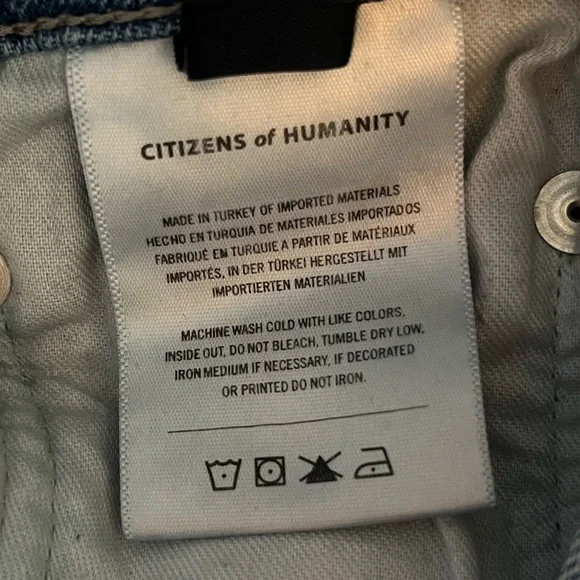 CITIZENS of HUMANITY
MADE IN TURKEY OF IMPORTED MATERIALS
HECHO EN TURQUIA DE MATERIALES IMPORTADOS
FABRIQUÉ EN TURQUIE A PARTIR DE MATÉRIAUX
IMPORTÉS, IN DER TÜRKEI HERGESTELLT MIT
IMPORTIERTEN MATERIALIEN
MACHINE WASH COLD WITH LIKE COLORS,
INSIDE OUT, DO NOT BLEACH, TUMBLE DRY LOW,
IRON MEDIUM IF NECESSARY, IF DECORATED
OR PRINTED DO NOT IRON.